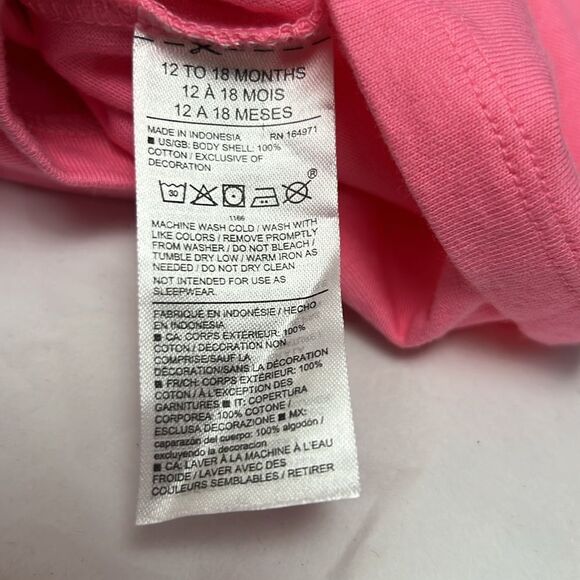 12 TO 18 MONTHS
12 À 18 MOIS
12 A 18 MESES
MADE IN INDONESIA RN 164971
■ US/GB: BODY SHELL: 100%
COTTON / EXCLUSIVE OF
DECORATION
30 ®
1166
MACHINE WASH COLD / WASH WITH
LIKE COLORS / REMOVE PROMPTLY
FROM WASHER / DO NOT BLEACH /
TUMBLE DRY LOW / WARM IRON AS
NEEDED / DO NOT DRY CLEAN
NOT INTENDED FOR USE AS
SLEEPWEAR.
FABRIQUÉ EN INDONÉSIE / HECHO
EN INDONESIA
■ CA: CORPS EXTÉRIEUR: 100%
COTON / DECORATION NON
COMPRISE/SAUF LA
DÉCORATION/SANS LA DÉCORATION
■ FR/CH: CORPS EXTÉRIEUR: 100%
COTON / À L'EXCEPTION DES
GARNITURES ■ IT: COPERTURA
CORPOREA: 100% COTONE /
ESCLUSA DECORAZIONE ■ MX:
caparazón del cuerpo: 100% algodón /
excluyendo la decoracion
■ CA: LAVER À LA MACHINE À L'EAU
FROIDE / LAVER AVEC DES
COULEURS SEMBLABLES / RETIRER